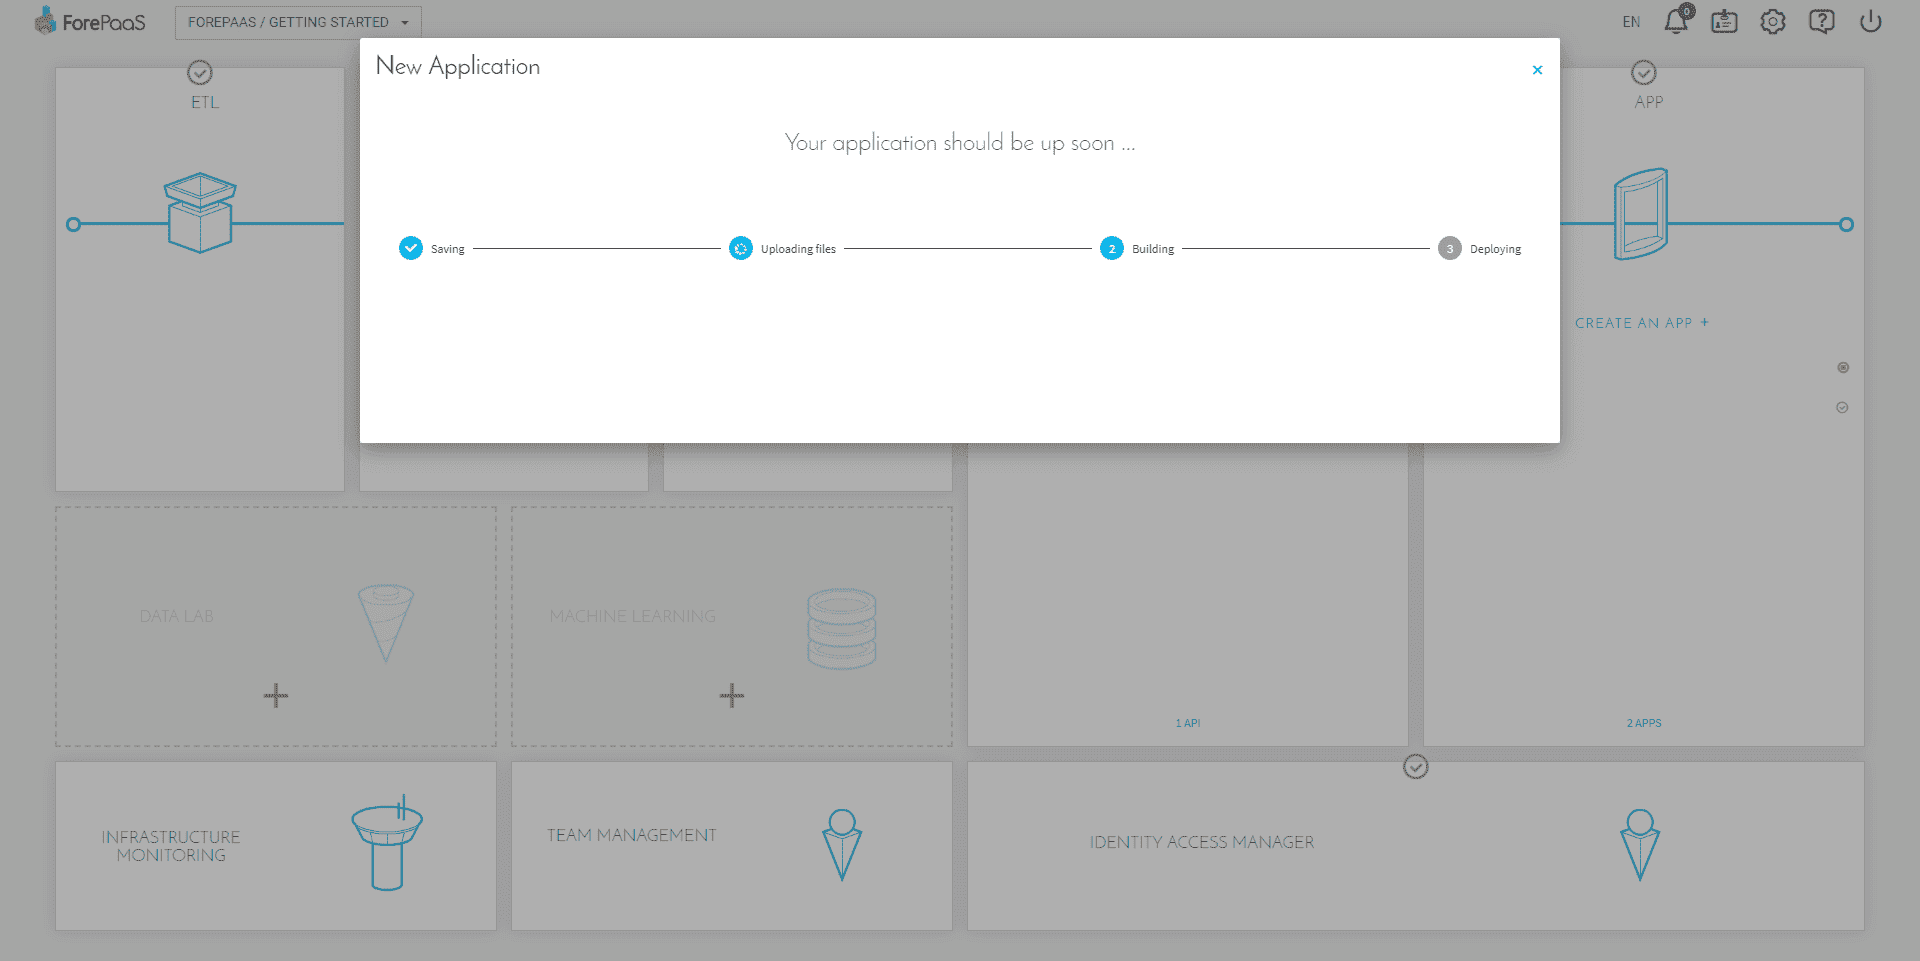 ForePaaS
FOREPAAS / GETTING STARTED
EN
0
New Application
×
ETL
APP
Your application should be up soon ...
Saving
Uploading files
2 Building
3 Deploying
CREATE AN APP +
DATA LAB
MACHINE LEARNING
1 API
2 APPS
INFRASTRUCTURE
MONITORING
TEAM MANAGEMENT
IDENTITY ACCESS MANAGER